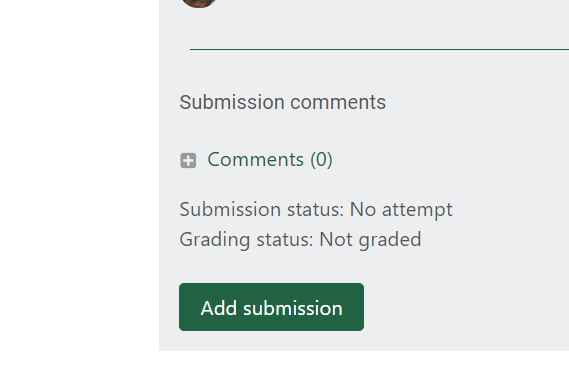 Submission comments
Comments (0)
Submission status: No attempt
Grading status: Not graded
Add submission